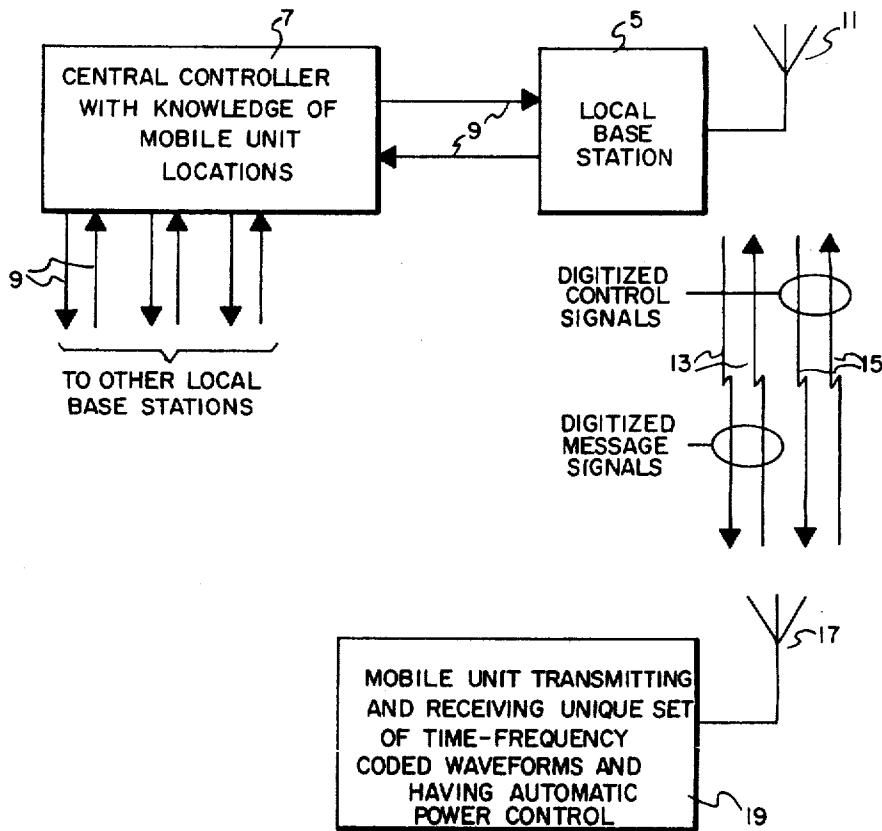 7
CENTRAL CONTROLLER
WITH KNOWLEDGE OF
MOBILE UNIT
LOCATIONS
9
5
LOCAL
BASE
STATION
11
9
TO OTHER LOCAL
BASE STATIONS
DIGITIZED
CONTROL
SIGNALS
13
15
DIGITIZED
MESSAGE
SIGNALS
17
MOBILE UNIT TRANSMITTING
AND RECEIVING UNIQUE SET
OF TIME-FREQUENCY
CODED WAVEFORMS AND
HAVING AUTOMATIC
POWER CONTROL
19